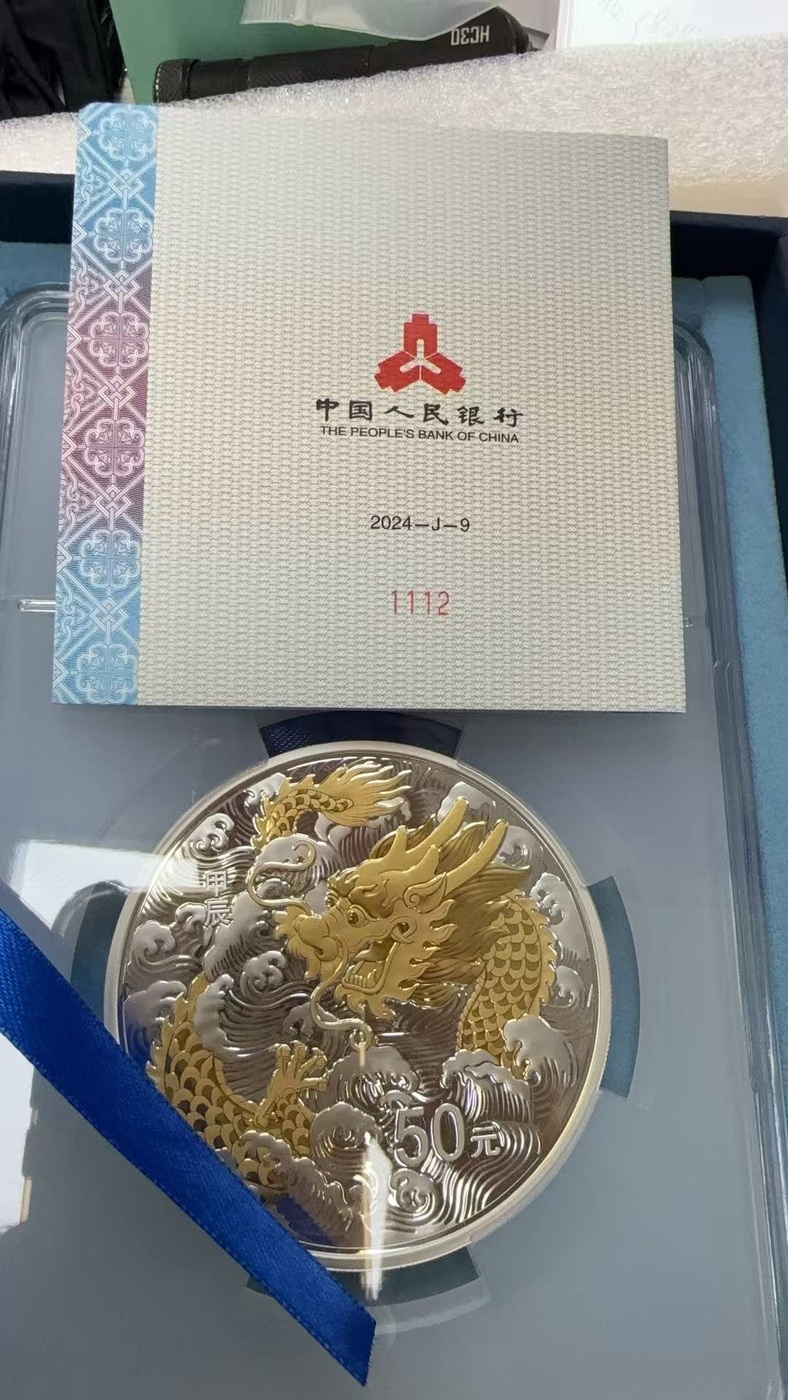 HC30
中国人民银行
THE PEOPLE'S BANK OF CHINA
2024—J—9
1112
甲辰
50元